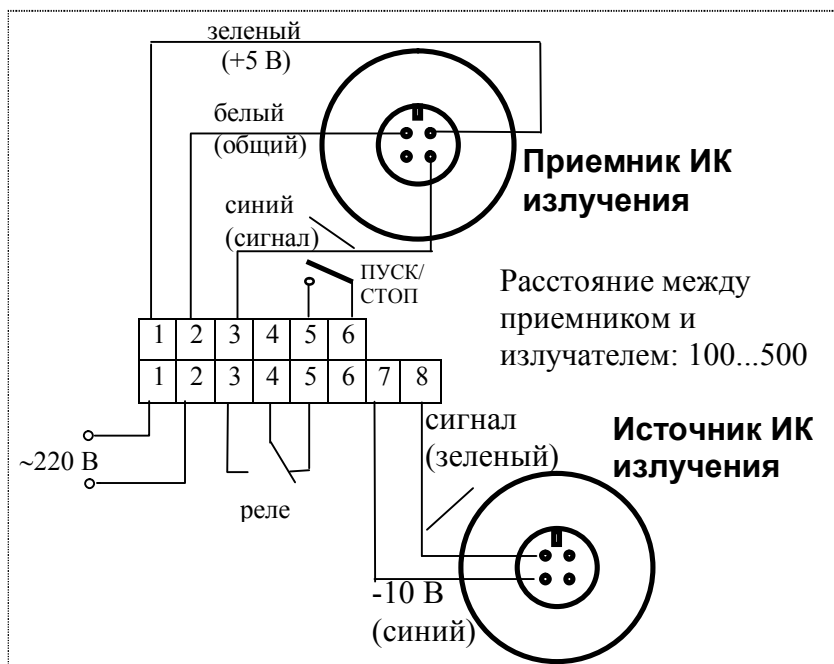 зеленый
(+5 В)
белый
(общий)
Приемник ИК
излучения
синий
(сигнал)
ПУСК/
СТОП
Расстояние между
приемником и
излучателем: 100...500
1 2 3 4 5 6
1 2 3 4 5 6 7 8
~220 В
реле
сигнал
(зеленый)
Источник ИК
излучения
-10 В
(синий)